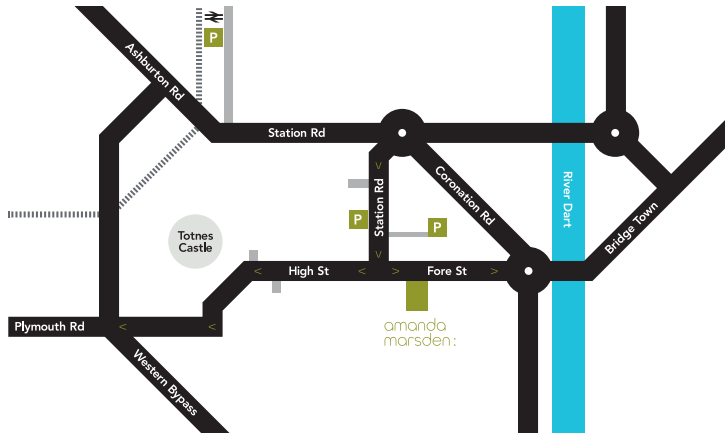 P
Ashburton Rd
Station Rd
Station Rd
Coronation Rd
River Dart
Bridge Town
P
P
Totnes
Castle
High St
Fore St
Plymouth Rd
Western Bypass
amanda
marsden: